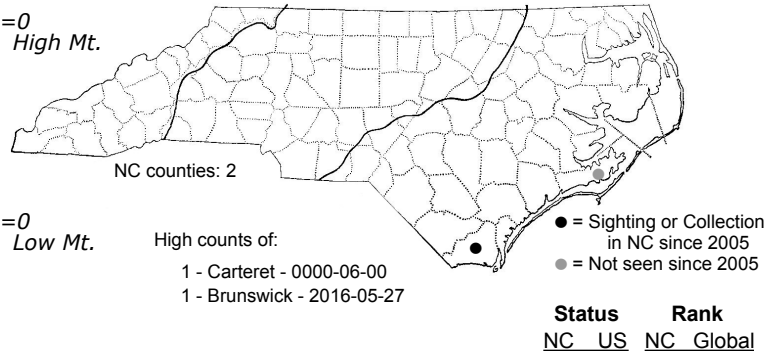 =0
High Mt.
NC counties: 2
=0
Low Mt.
High counts of:
1 - Carteret - 0000-06-00
1 - Brunswick - 2016-05-27
● = Sighting or Collection
in NC since 2005
● = Not seen since 2005
Status Rank
NC US NC Global